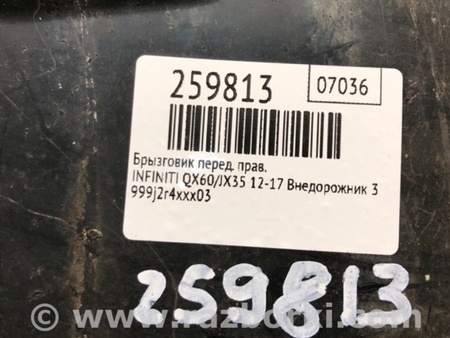 259813
07036
Брызговик перед. прав.
INFINITI QX60/JX35 12-17 Внедорожник 3
999j2r4xxx03
259813
© www.razborki.com